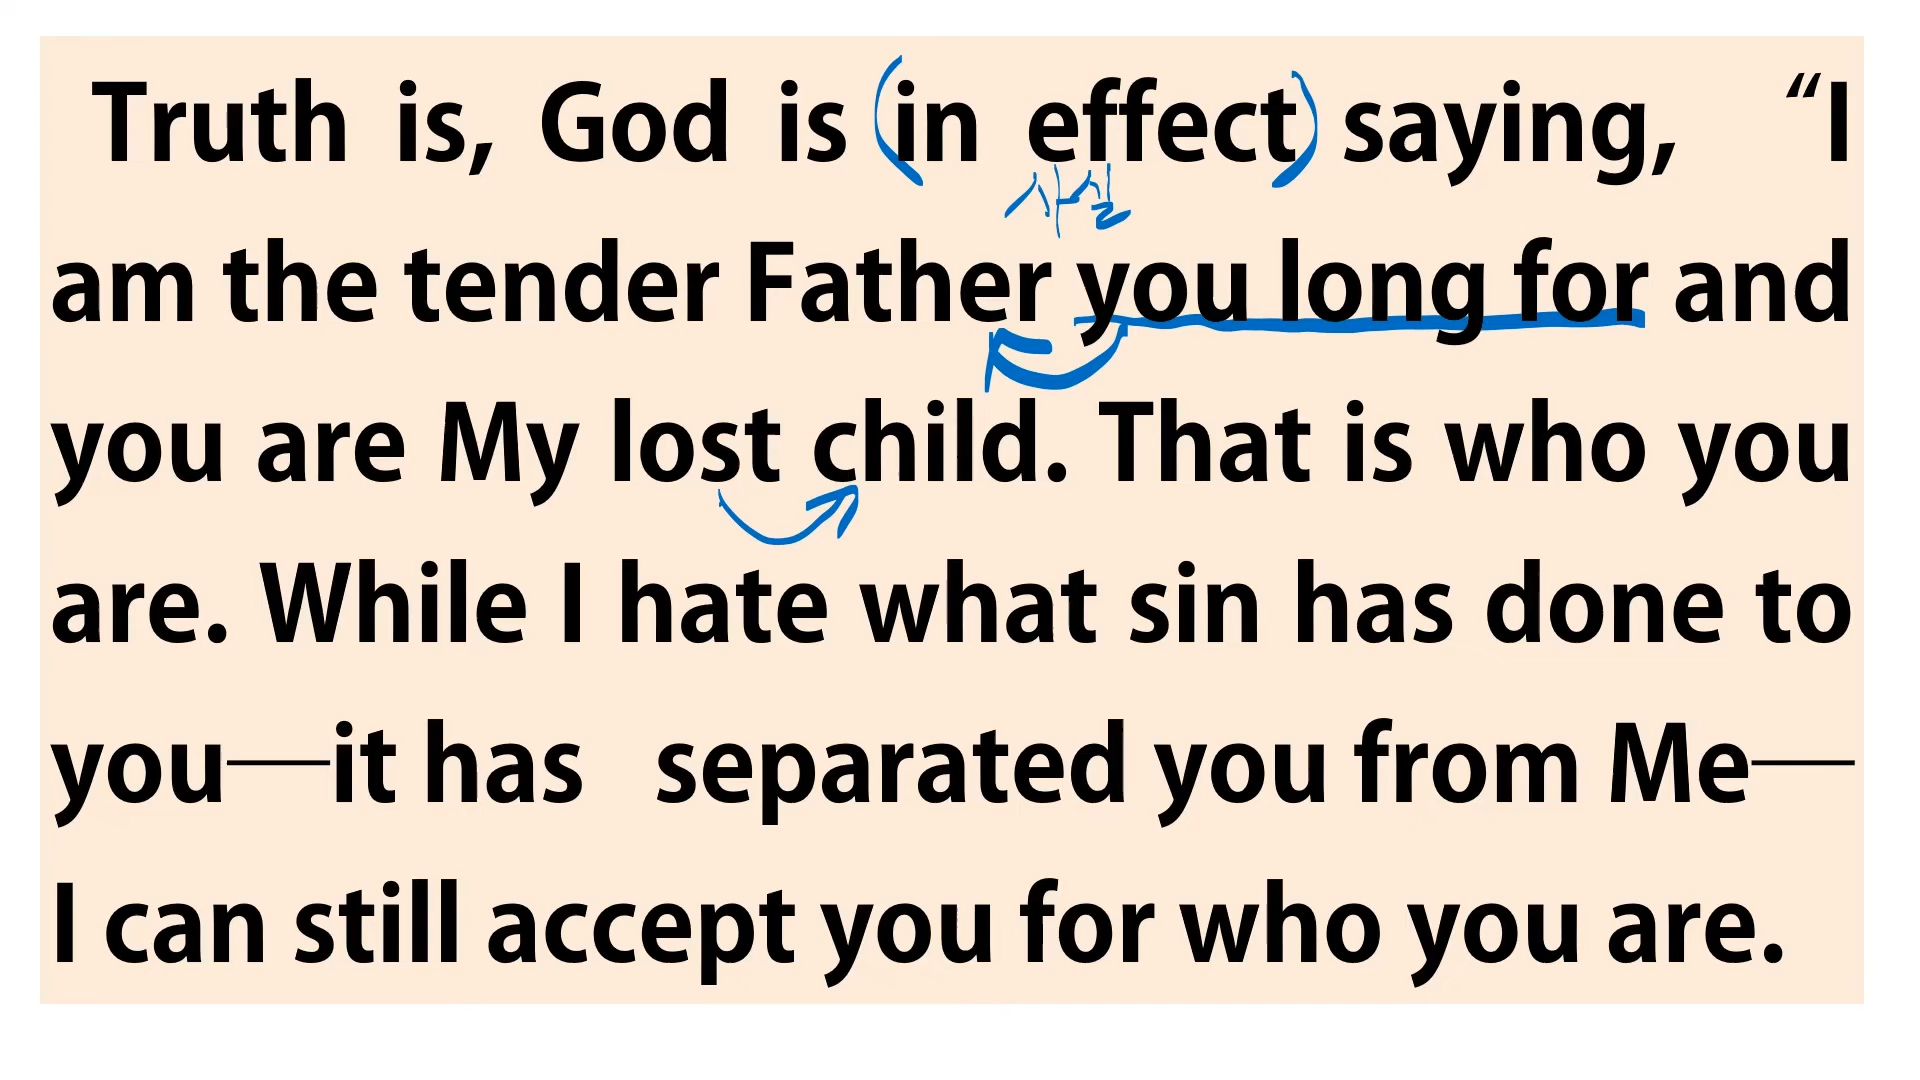 Truth is, God is (in effect) saying, “I
사실
am the tender Father you long for and
you are My lost child. That is who you
are. While I hate what sin has done to
you—it has separated you from Me—
I can still accept you for who you are.